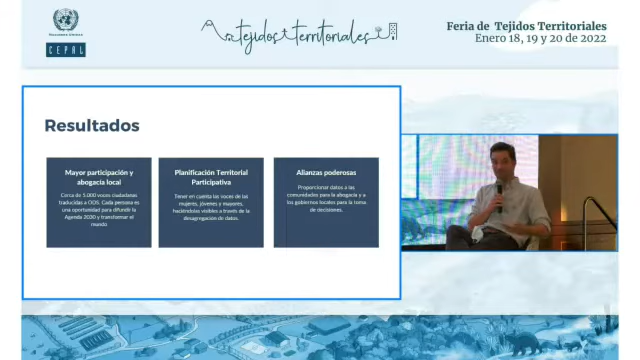 NACIONES UNIDAS
CEPAL
tejidos territoriales
Feria de Tejidos Territoriales
Enero 18, 19 y 20 de 2022
Resultados
Mayor participación y
abogacía local
Cerca de 5.000 voces ciudadanas
traducidas a ODS. Cada persona es
una oportunidad para difundir la
Agenda 2030 y transformar el
mundo
Planificación Territorial
Participativa
Tener en cuenta las voces de las
mujeres, jóvenes y mayores,
haciéndolos visibles a través de la
desagregación de datos.
Alianzas poderosas
Proporcionar datos a las
comunidades para la abogacía y a
los gobiernos locales para la toma
de decisiones.